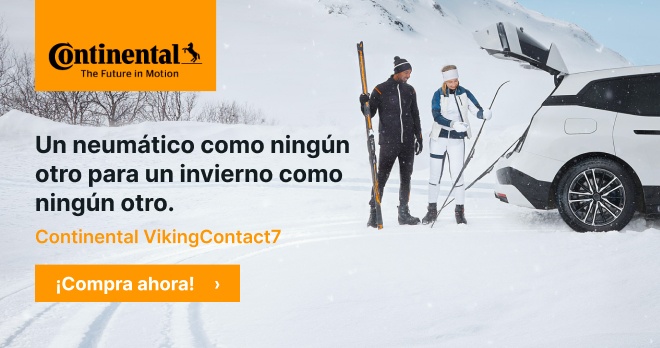 Continental
The Future in Motion
Un neumático como ningún
otro para un invierno como
ningún otro.
Continental VikingContact7
¡Compra ahora! ›